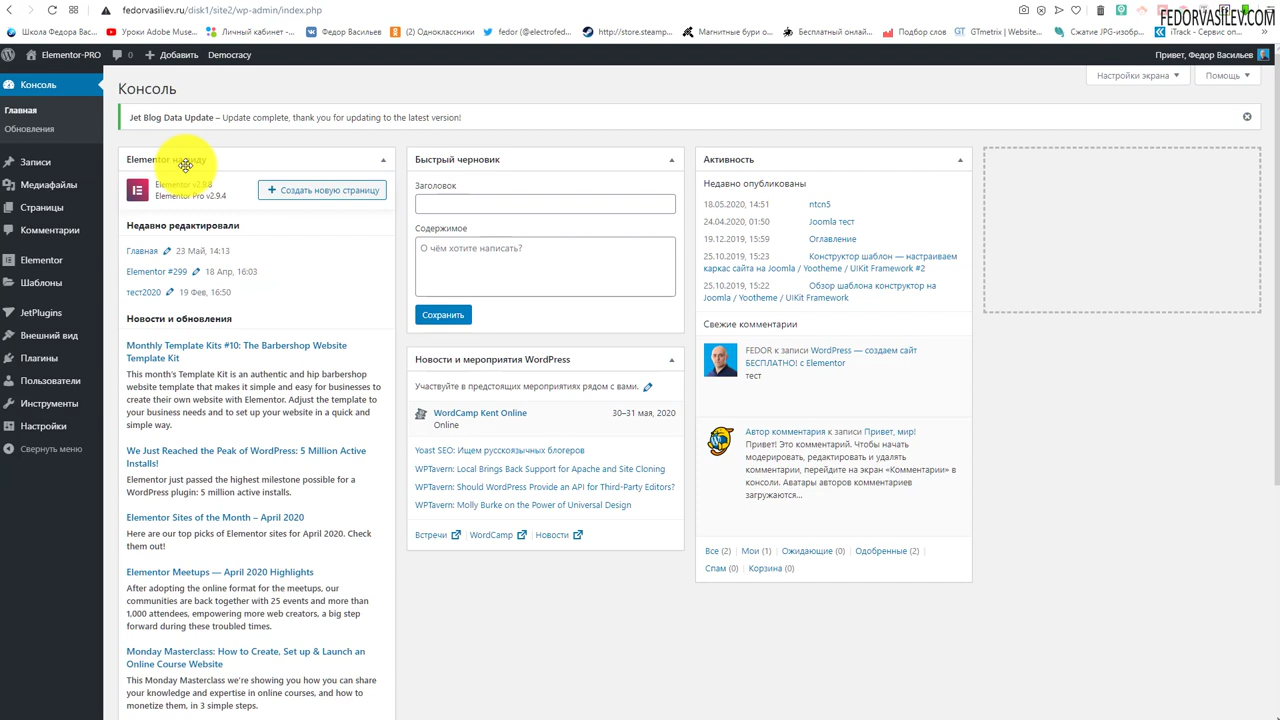 fedorvasiliev.ru/disk1/site2/wp-admin/index.php
FEDORVASILEV.COM
Школа Федора Вас...
Уроки Adobe Muse...
Личный кабинет -...
Федор Васильев
(2) Одноклассники
fedor (@electrofed...
http://store.steamp...
Магнитные бури о...
Бесплатный онлай...
Подбор слов
GTmetrix | Website...
Сжатие JPG-изобр...
iTrack - Сервис оп...
Elementor-PRO
0
Добавить
Democracy
Привет, Федор Васильев
Консоль
Главная
Обновления
Записи
Медиафайлы
Страницы
Комментарии
Elementor
Шаблоны
JetPlugins
Внешний вид
Плагины
Пользователи
Инструменты
Настройки
Свернуть меню
Консоль
Настройки экрана
Помощь
Jet Blog Data Update – Update complete, thank you for updating to the latest version!
Elementor
Elementor v2.9.8
Elementor Pro v2.9.4
Создать новую страницу
Недавно редактировали
Главная 23 Май, 14:13
Elementor #299 18 Апр, 16:03
тест2020 19 Фев, 16:50
Новости и обновления
Monthly Template Kits #10: The Barbershop Website
Template Kit
This month's Template Kit is an authentic and hip barbershop
website template that makes it simple and easy for businesses to
create their own website with Elementor. Adjust the template to
your business needs and to set up your website in a quick and
simple way.
We Just Reached the Peak of WordPress: 5 Million Active
Installs!
Elementor just passed the highest milestone possible for a
WordPress plugin: 5 million active installs.
Elementor Sites of the Month – April 2020
Here are our top picks of Elementor sites for April 2020. Check
them out!
Elementor Meetups — April 2020 Highlights
After adopting the online format for the meetups, our
communities are back together with 25 events and more than
1,000 attendees, empowering more web creators, a big step
forward during these troubled times.
Monday Masterclass: How to Create, Set up & Launch an
Online Course Website
This Monday Masterclass we're showing you how you can share
your knowledge and expertise in online courses, and how to
monetize them, in 3 simple steps.
Быстрый черновик
Заголовок
Содержимое
О чём хотите написать?
Сохранить
Новости и мероприятия WordPress
Участвуйте в предстоящих мероприятиях рядом с вами.
WordCamp Kent Online 30–31 мая, 2020
Online
Yoast SEO: Ищем русскоязычных блогеров
WPTavern: Local Brings Back Support for Apache and Site Cloning
WPTavern: Should WordPress Provide an API for Third-Party Editors?
WPTavern: Molly Burke on the Power of Universal Design
Встречи | WordCamp | Новости
Активность
Недавно опубликованы
18.05.2020, 14:51 ntcn5
24.04.2020, 01:50 Joomla тест
19.12.2019, 15:59 Оглавление
25.10.2019, 15:23 Конструктор шаблон — настраиваем
каркас сайта на Joomla / Yootheme / UIKit Framework #2
25.10.2019, 15:22 Обзор шаблона конструктор на
Joomla / Yootheme / UIKit Framework
Свежие комментарии
FEDOR к записи WordPress — создаем сайт
БЕСПЛАТНО! с Elementor
тест
Автор комментария к записи Привет, мир!
Привет! Это комментарий. Чтобы начать
модерировать, редактировать и удалять
комментарии, перейдите на экран «Комментарии» в
консоли. Аватары авторов комментариев
загружаются...
Все (2) | Мои (1) | Ожидающие (0) | Одобренные (2) |
Спам (0) | Корзина (0)